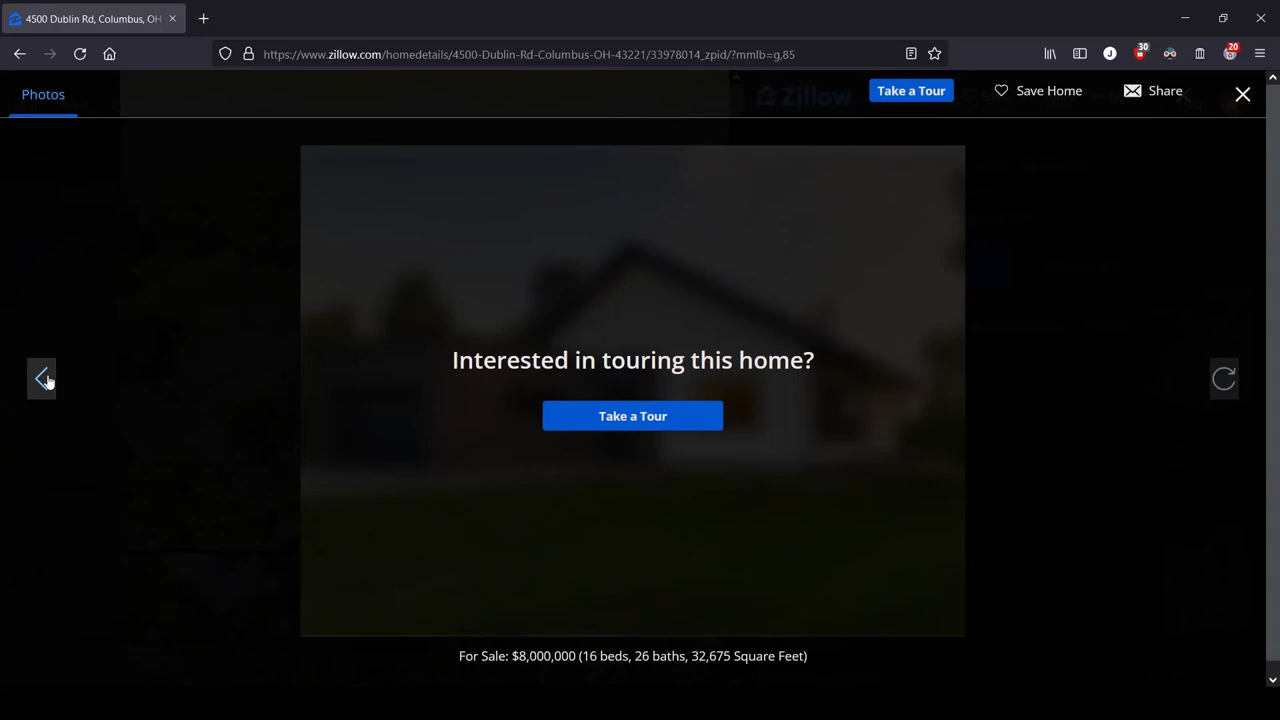 4500 Dublin Rd, Columbus, OH
https://www.zillow.com/homedetails/4500-Dublin-Rd-Columbus-OH-43221/33978014_zpid/?mmlb=g,85
J
30
20
Photos
Zillow
Take a Tour
Save Home
Share
Interested in touring this home?
Take a Tour
For Sale: $8,000,000 (16 beds, 26 baths, 32,675 Square Feet)